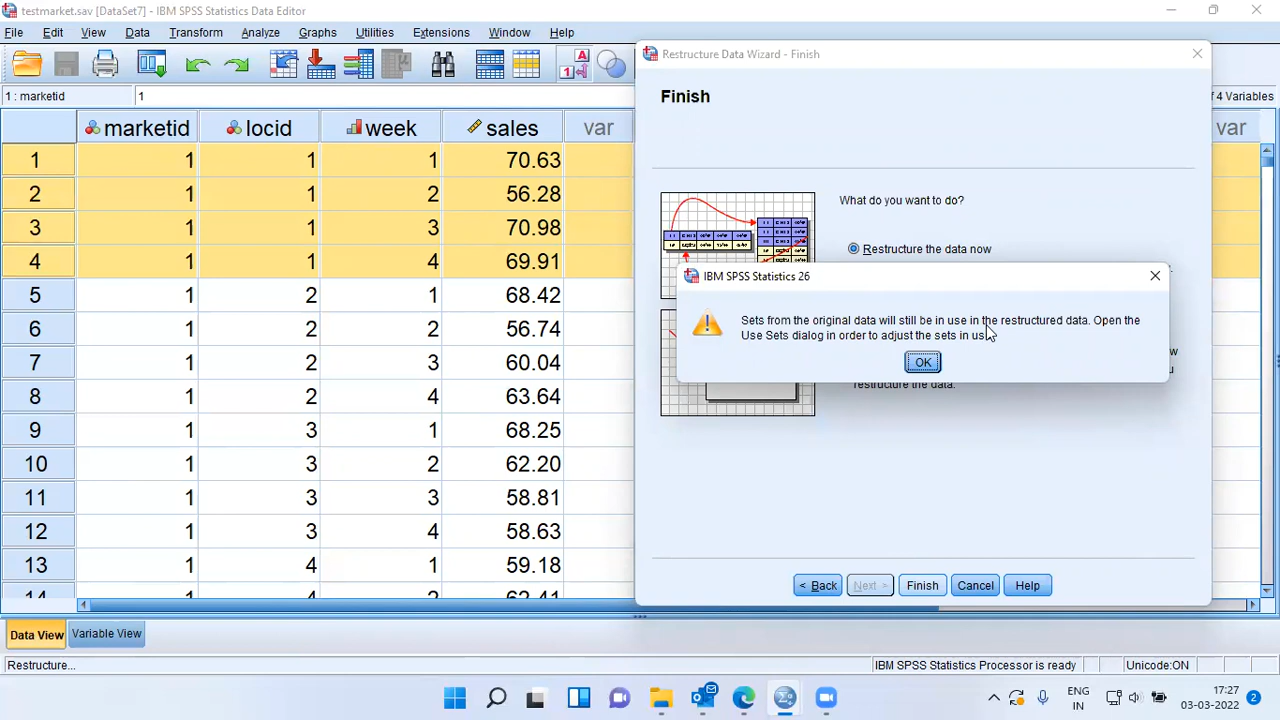 testmarket.sav [DataSet7] - IBM SPSS Statistics Data Editor
File Edit View Data Transform Analyze Graphs Utilities Extensions Window Help
1 : marketid 1
of 4 Variables
marketid locid week sales var var
1 1 1 1 70.63
2 1 1 2 56.28
3 1 1 3 70.98
4 1 1 4 69.91
5 1 2 1 68.42
6 1 2 2 56.74
7 1 2 3 60.04
8 1 2 4 63.64
9 1 3 1 68.25
10 1 3 2 62.20
11 1 3 3 58.81
12 1 3 4 58.63
13 1 4 1 59.18
Restructure Data Wizard - Finish
Finish
What do you want to do?
Restructure the data now
IBM SPSS Statistics 26
Sets from the original data will still be in use in the restructured data. Open the
Use Sets dialog in order to adjust the sets in use.
OK
restructure the data.
< Back Next > Finish Cancel Help
Data View Variable View
Restructure... IBM SPSS Statistics Processor is ready Unicode:ON
ENG
IN
17:27
03-03-2022
2